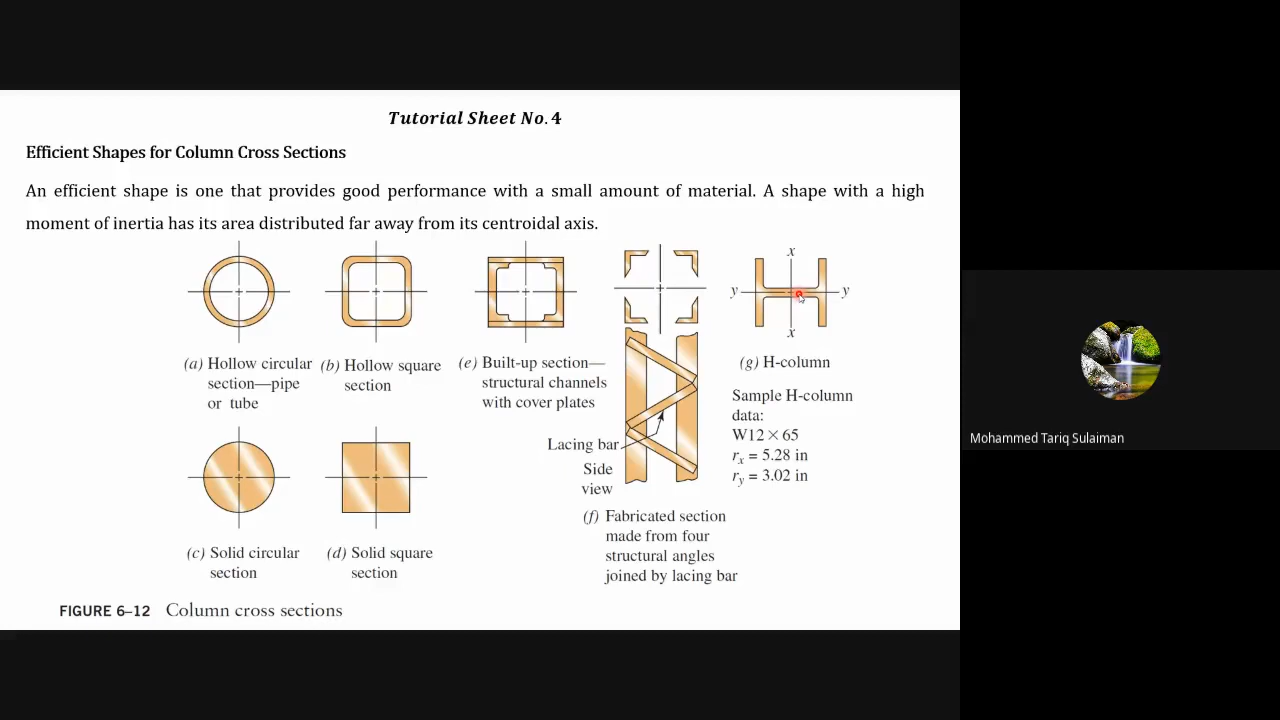 Tutorial Sheet No. 4
Efficient Shapes for Column Cross Sections
An efficient shape is one that provides good performance with a small amount of material. A shape with a high
moment of inertia has its area distributed far away from its centroidal axis.
x
y
y
x
(a) Hollow circular
section—pipe
or tube
(b) Hollow square
section
(e) Built-up section—
structural channels
with cover plates
(g) H-column
Sample H-column
data:
W12 × 65
rx = 5.28 in
ry = 3.02 in
Lacing bar
Side
view
(f) Fabricated section
made from four
structural angles
joined by lacing bar
(c) Solid circular
section
(d) Solid square
section
FIGURE 6–12 Column cross sections
Mohammed Tariq Sulaiman